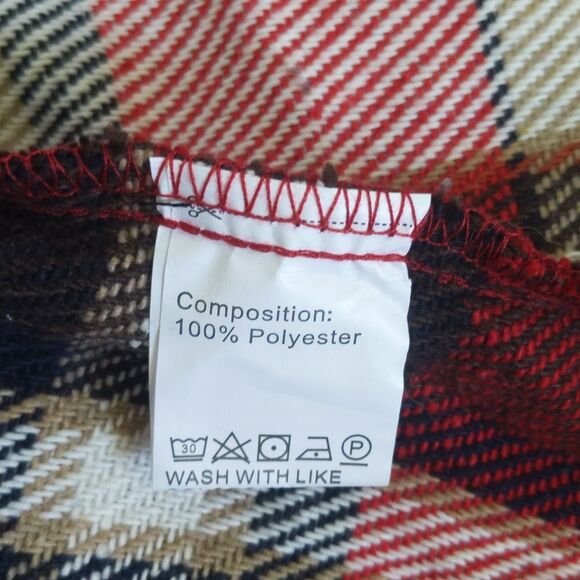 Composition:
100% Polyester
30 P
WASH WITH LIKE